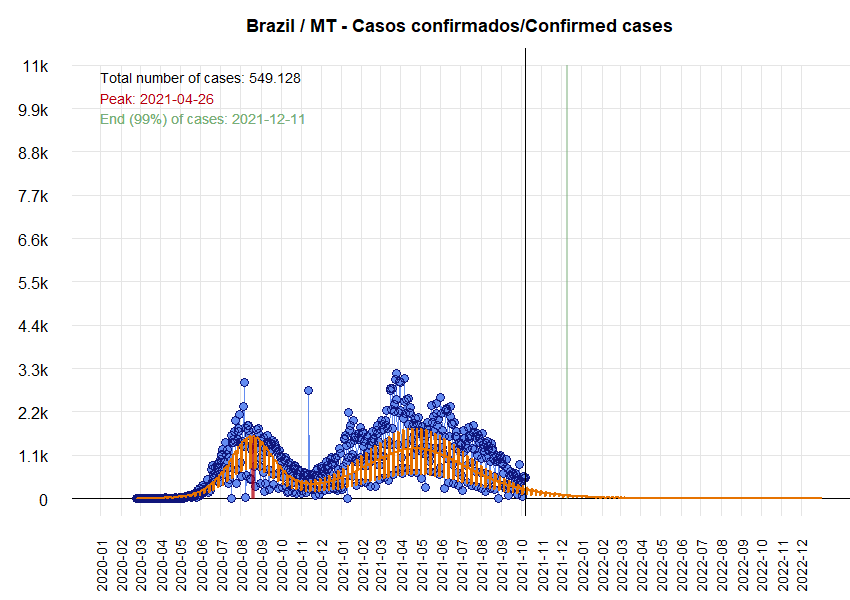 Brazil / MT - Casos confirmados/Confirmed cases
11k
Total number of cases: 549.128
Peak: 2021-04-26
End (99%) of cases: 2021-12-11
9.9k
8.8k
7.7k
6.6k
5.5k
4.4k
3.3k
2.2k
1.1k
0
2020-01
2020-02
2020-03
2020-04
2020-05
2020-06
2020-07
2020-08
2020-09
2020-10
2020-11
2020-12
2021-01
2021-02
2021-03
2021-04
2021-05
2021-06
2021-07
2021-08
2021-09
2021-10
2021-11
2021-12
2022-01
2022-02
2022-03
2022-04
2022-05
2022-06
2022-07
2022-08
2022-09
2022-10
2022-11
2022-12